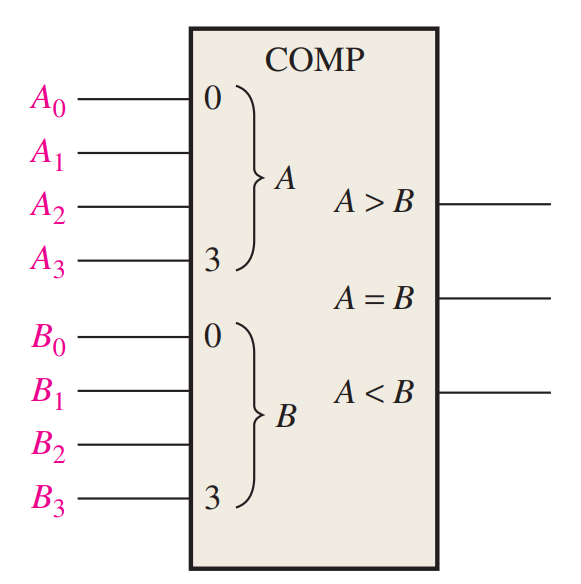 COMP
A₀ 0
A₁
A
A₂ A > B
A₃ 3
A = B
B₀ 0
B₁ A < B
B
B₂
B₃ 3